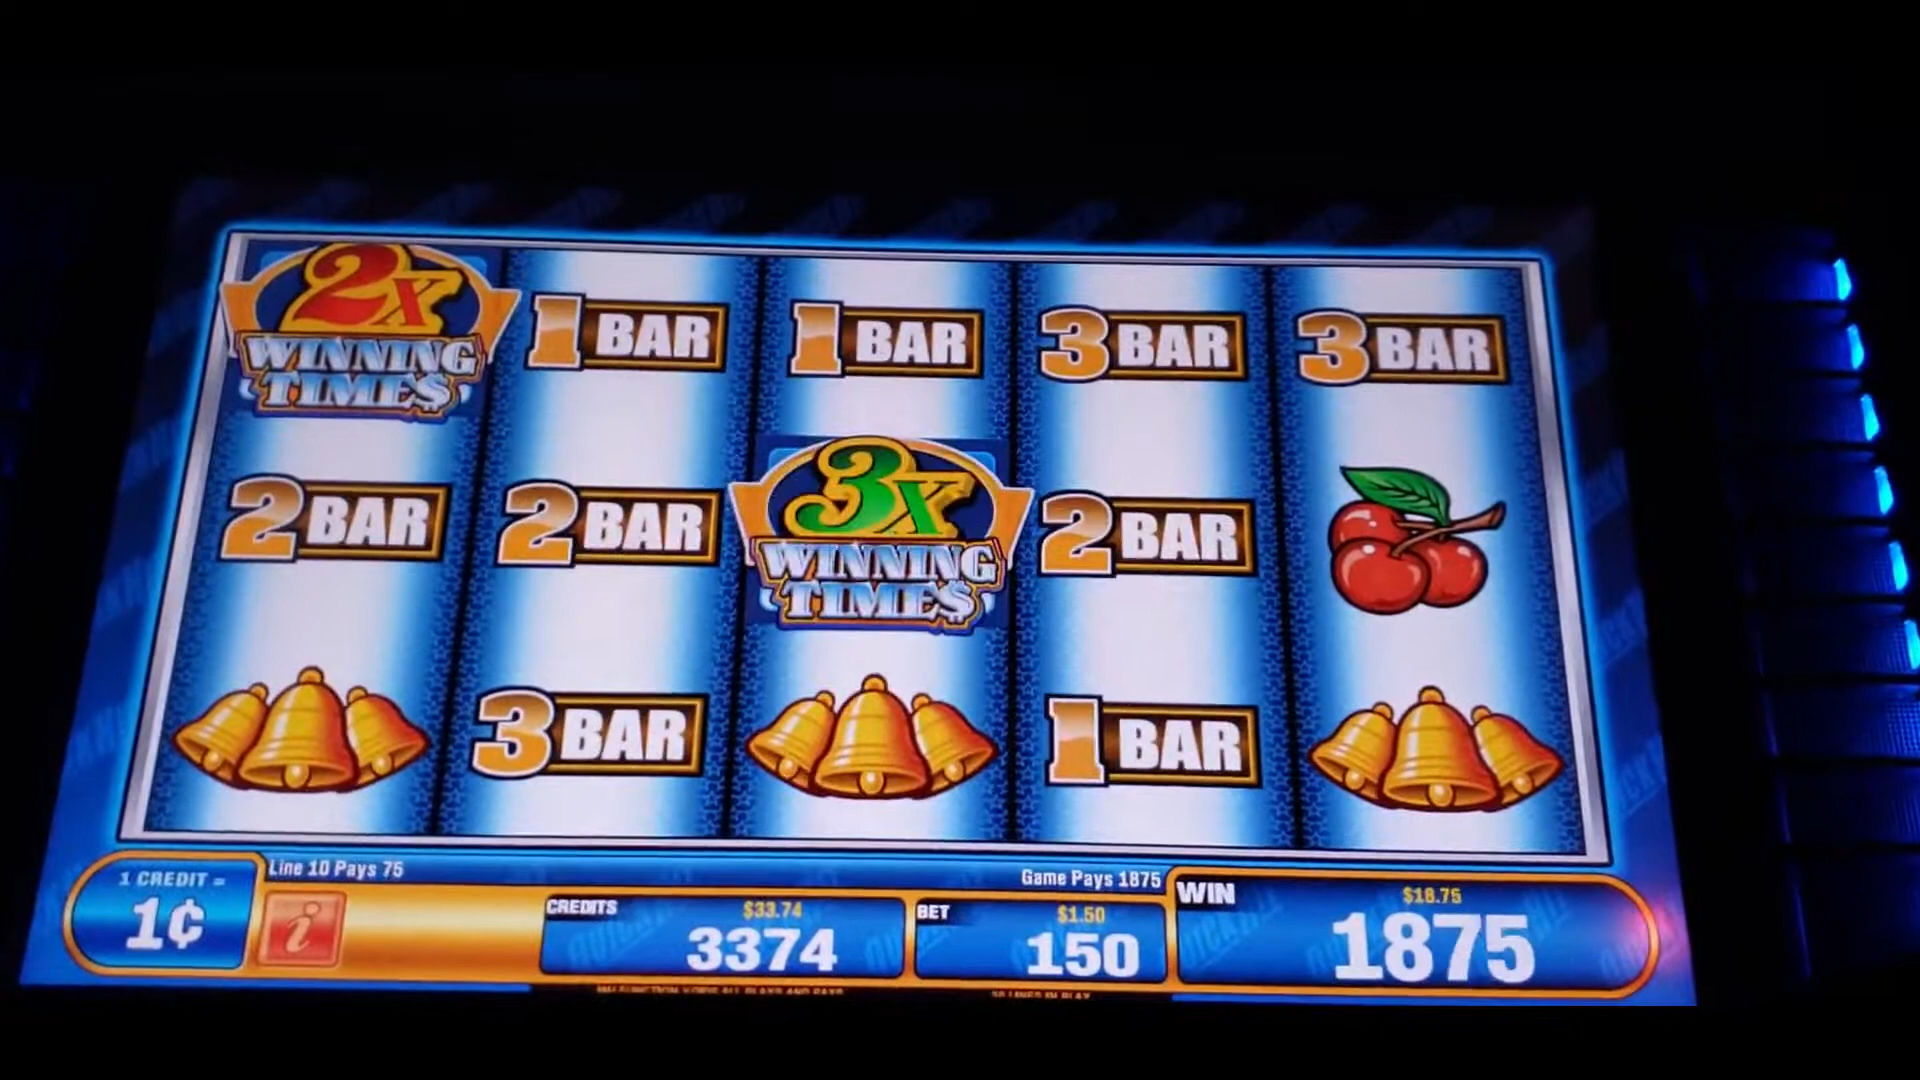 2x
WINNING
TIME$
1 BAR
1 BAR
3 BAR
3 BAR
2 BAR
2 BAR
3x
WINNING
TIME$
2 BAR
3 BAR
1 BAR
1 CREDIT =
1¢
Line 10 Pays 75
i
CREDITS
$33.74
3374
BET
$1.50
150
Game Pays 1875
WIN
$18.75
1875